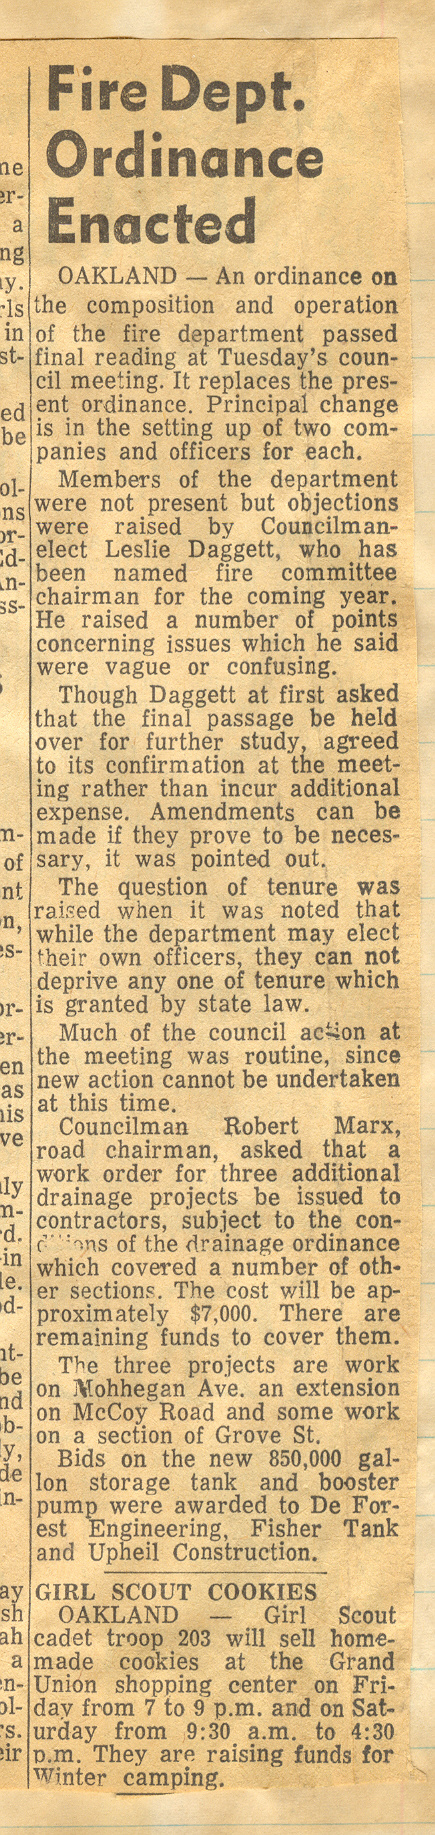 Fire Dept.
Ordinance
Enacted
OAKLAND — An ordinance on
the composition and operation
of the fire department passed
final reading at Tuesday's coun-
cil meeting. It replaces the pres-
ent ordinance. Principal change
is in the setting up of two com-
panies and officers for each.
Members of the department
were not present but objections
were raised by Councilman-
elect Leslie Daggett, who has
been named fire committee
chairman for the coming year.
He raised a number of points
concerning issues which he said
were vague or confusing.
Though Daggett at first asked
that the final passage be held
over for further study, agreed
to its confirmation at the meet-
ing rather than incur additional
expense. Amendments can be
made if they prove to be neces-
sary, it was pointed out.
The question of tenure was
raised when it was noted that
while the department may elect
their own officers, they can not
deprive any one of tenure which
is granted by state law.
Much of the council action at
the meeting was routine, since
new action cannot be undertaken
at this time.
Councilman Robert Marx,
road chairman, asked that a
work order for three additional
drainage projects be issued to
contractors, subject to the con-
ditions of the drainage ordinance
which covered a number of oth-
er sections. The cost will be ap-
proximately $7,000. There are
remaining funds to cover them.
The three projects are work
on Mohhegan Ave. an extension
on McCoy Road and some work
on a section of Grove St.
Bids on the new 850,000 gal-
lon storage tank and booster
pump were awarded to De For-
est Engineering, Fisher Tank
and Upheil Construction.
GIRL SCOUT COOKIES
OAKLAND — Girl Scout
cadet troop 203 will sell home-
made cookies at the Grand
Union shopping center on Fri-
day from 7 to 9 p.m. and on Sat-
urday from 9:30 a.m. to 4:30
p.m. They are raising funds for
Winter camping.